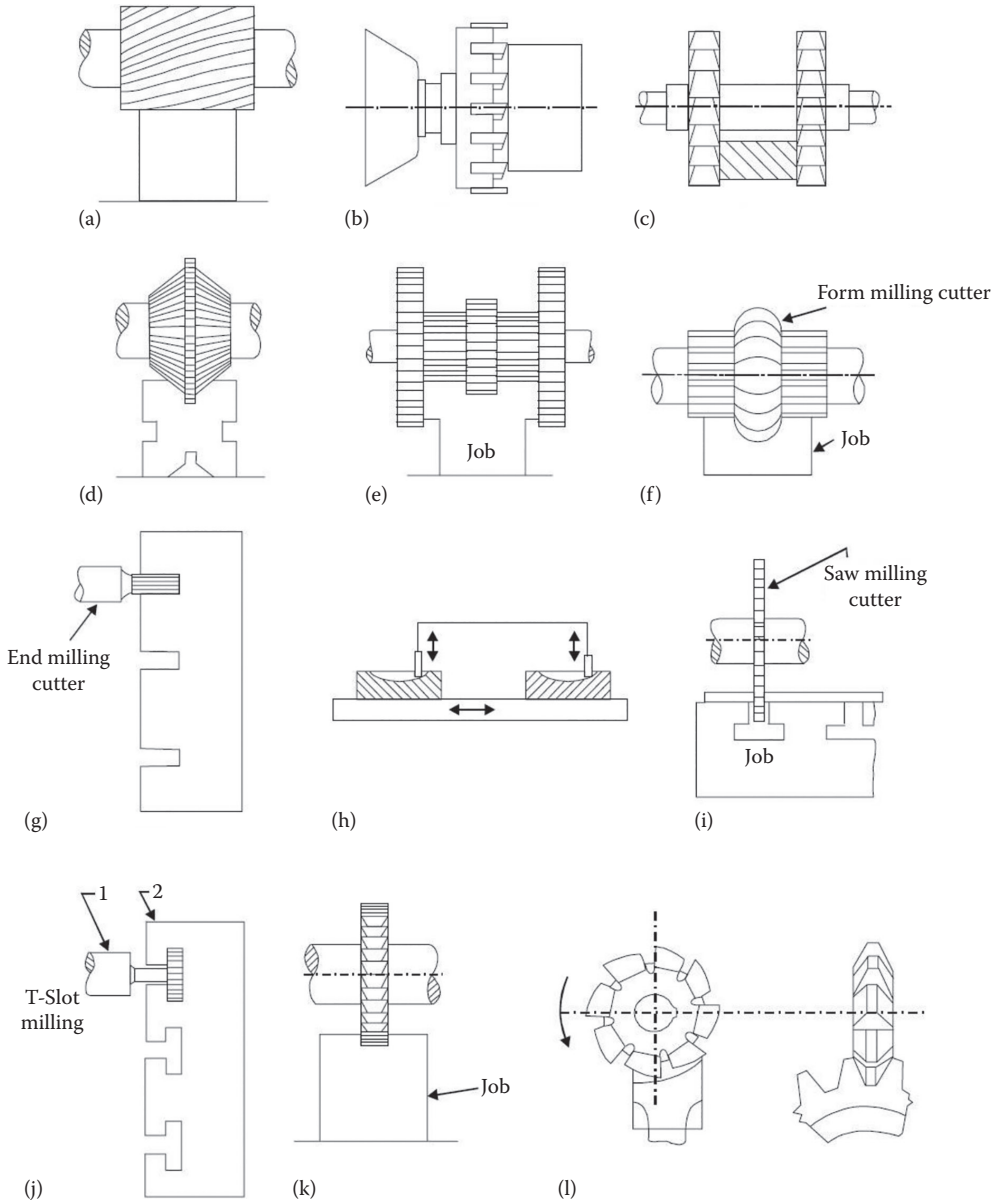 (a)
(b)
(c)
(d)
Job
(e)
Form milling cutter
Job
(f)
End milling
cutter
(g)
(h)
Saw milling
cutter
Job
(i)
1
2
T-Slot
milling
(j)
Job
(k)
(l)